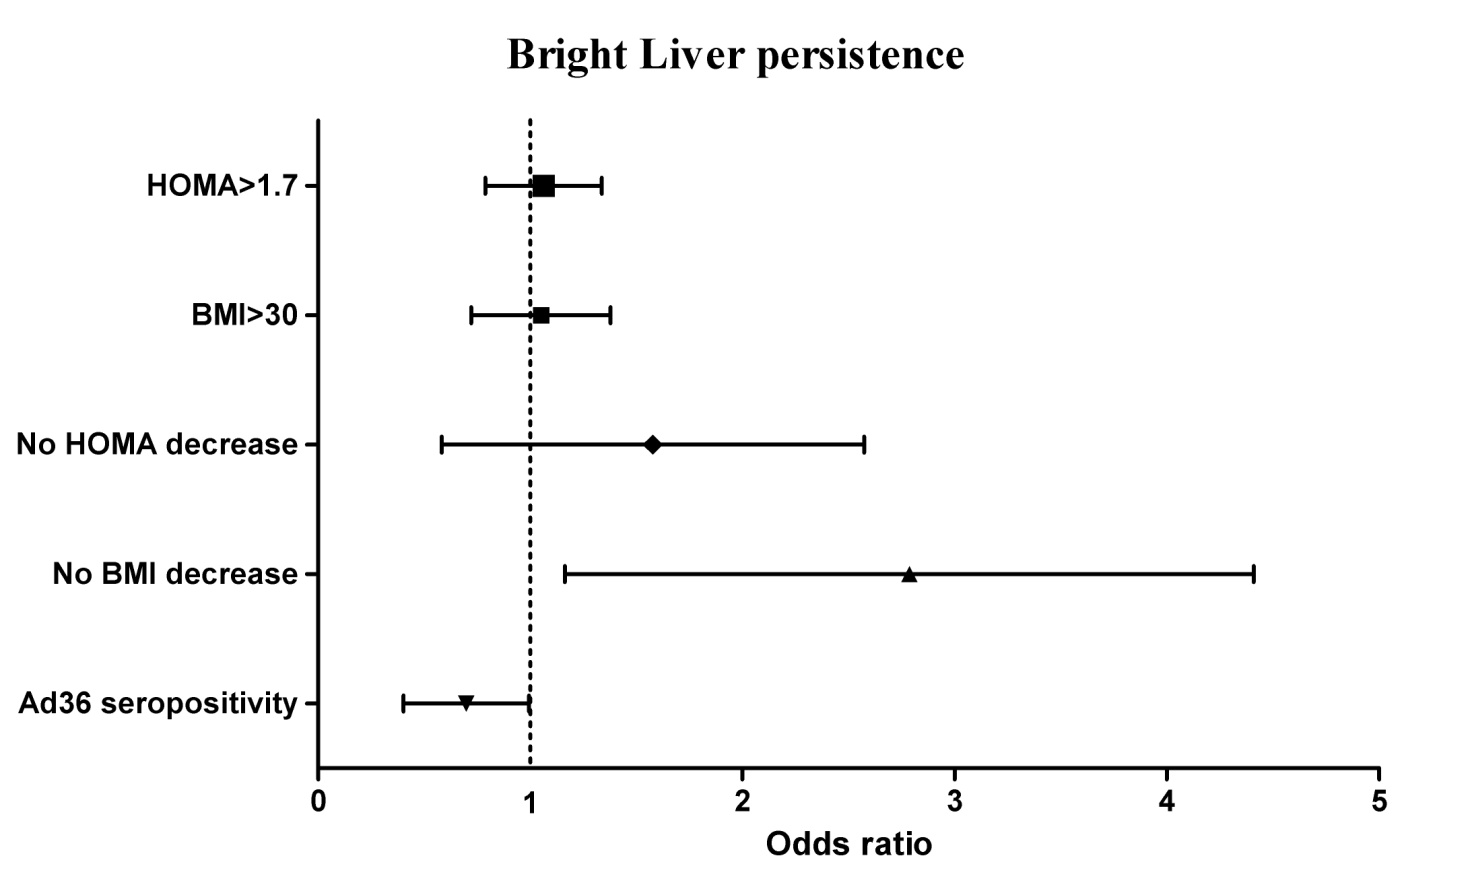 Bright Liver persistence
HOMA>1.7
BMI>30
No HOMA decrease
No BMI decrease
Ad36 seropositivity
0 1 2 3 4 5
Odds ratio